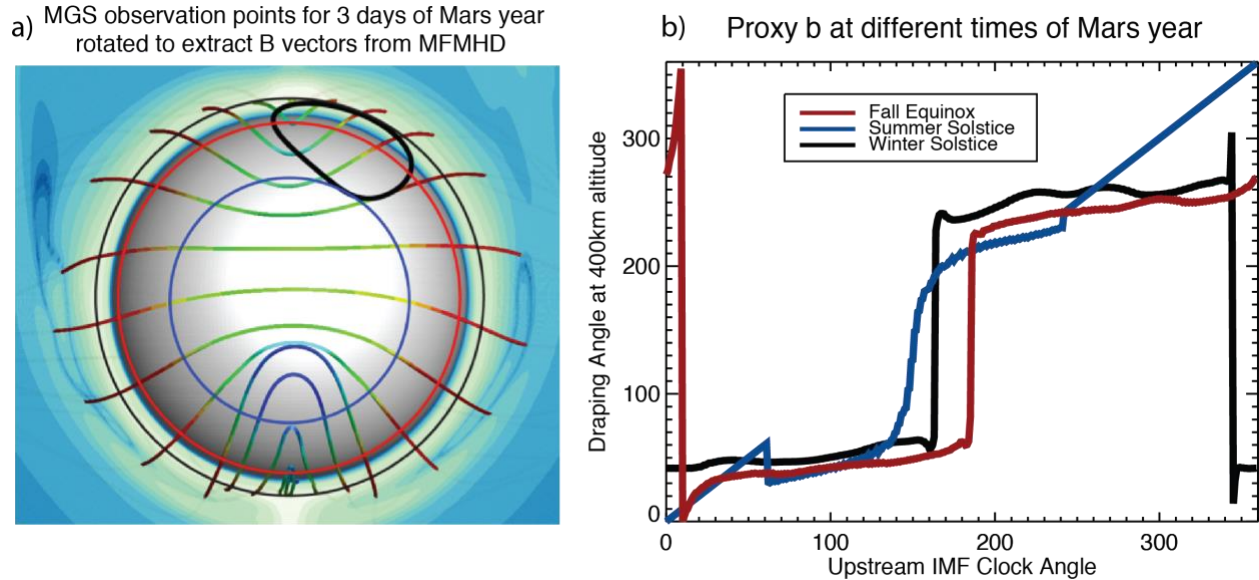 a) MGS observation points for 3 days of Mars year
rotated to extract B vectors from MFMHD
b) Proxy b at different times of Mars year
Fall Equinox
Summer Solstice
Winter Solstice
Draping Angle at 400km altitude
300
200
100
0
0 100 200 300
Upstream IMF Clock Angle